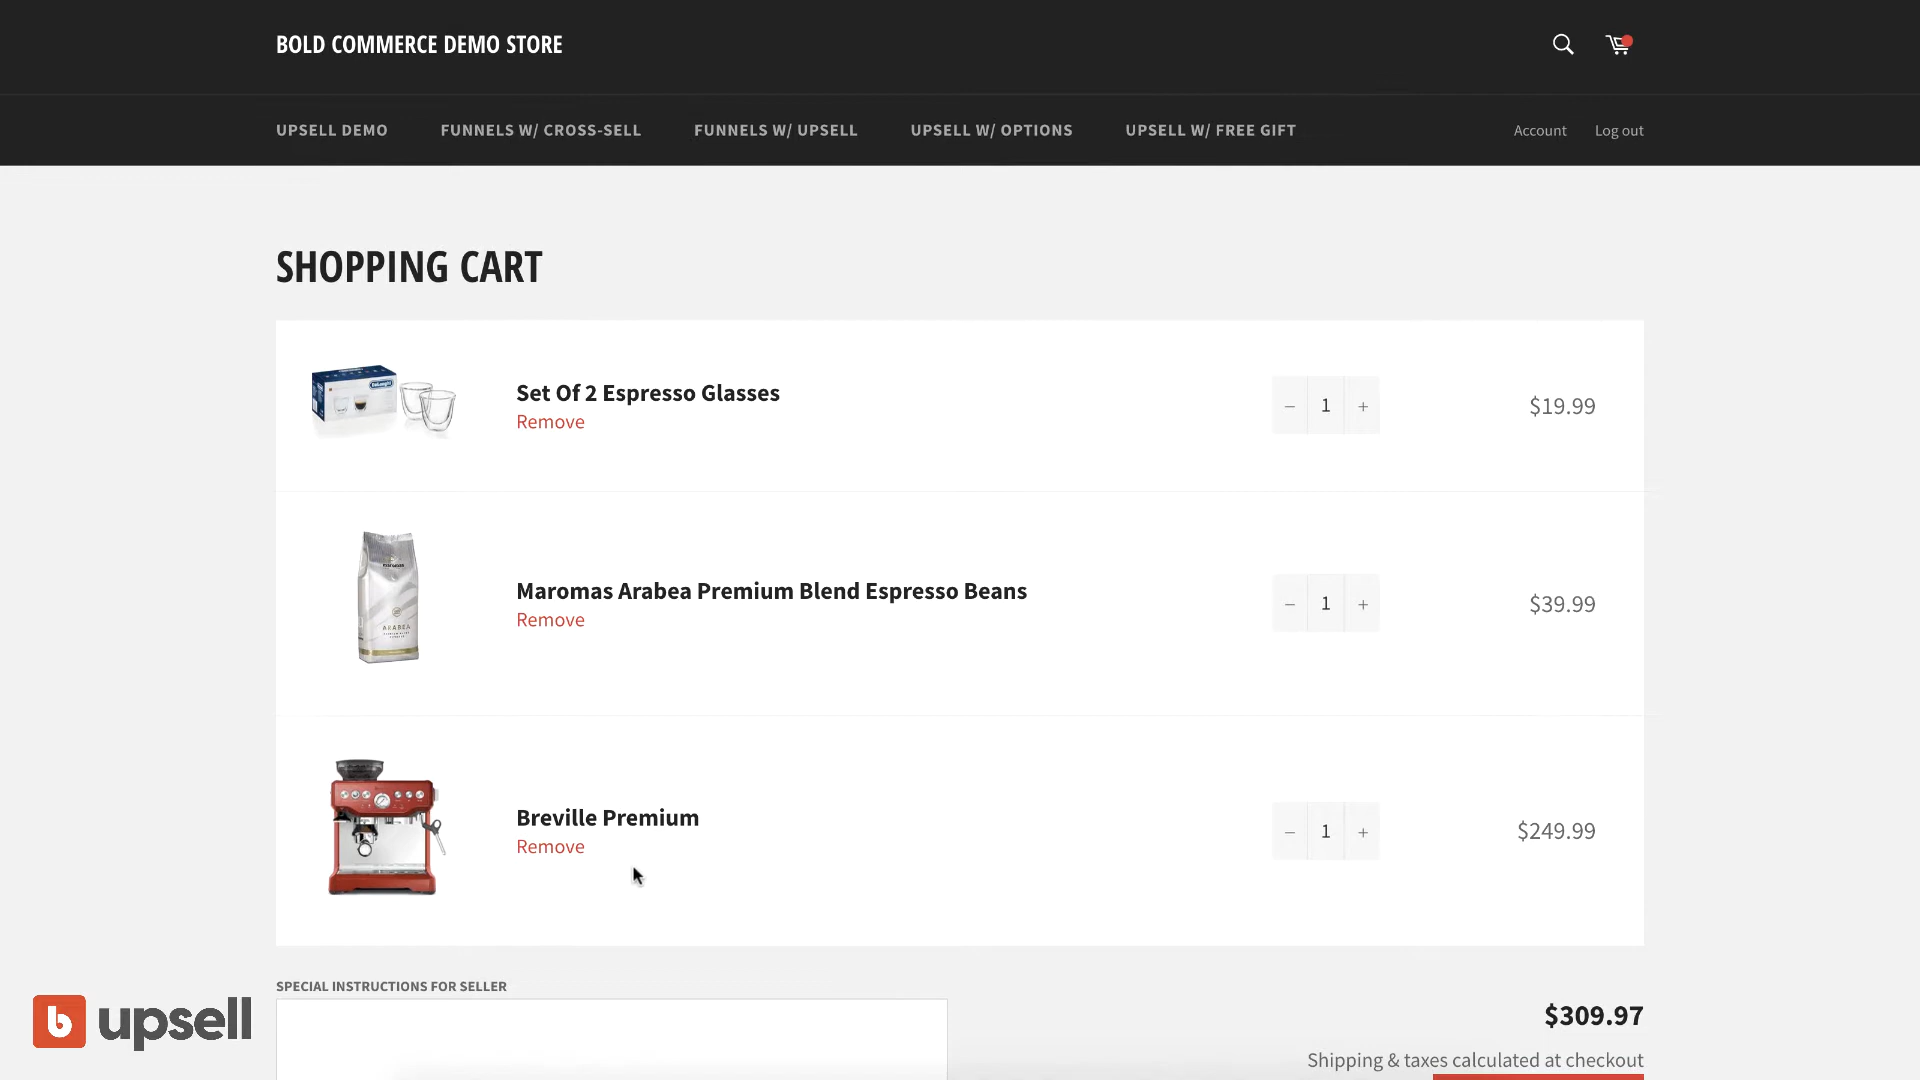 BOLD COMMERCE DEMO STORE
UPSELL DEMO FUNNELS W/ CROSS-SELL FUNNELS W/ UPSELL UPSELL W/ OPTIONS UPSELL W/ FREE GIFT Account Log out
SHOPPING CART
Set Of 2 Espresso Glasses
Remove
− 1 + $19.99
ARABEA
Maromas Arabea Premium Blend Espresso Beans
Remove
− 1 + $39.99
Breville Premium
Remove
− 1 + $249.99
SPECIAL INSTRUCTIONS FOR SELLER
$309.97
Shipping & taxes calculated at checkout
b upsell